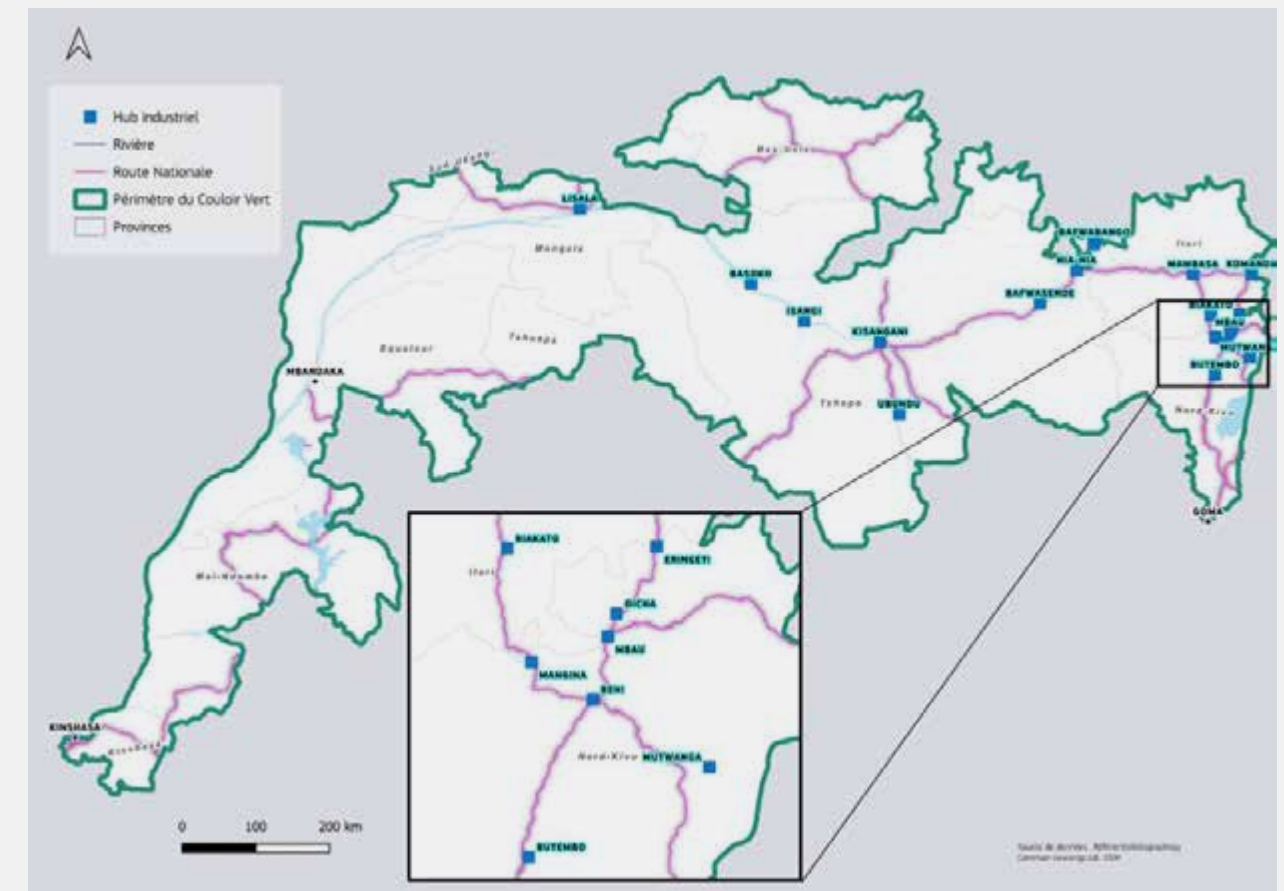 Hub industriel
Rivière
Route Nationale
Périmètre du Couloir Vert
Provinces
LISALA
Mongala
BASOKO
ISANGI
KISANGANI
UBUNDU
Tshopo
BAFWASENDE
NIA-NIA
BAFWABANGO
Ituri
MAMBASA
KOMANDA
BIAKATO
MBAU
MUTWAN
BUTEMBO
Nord-Kivu
GOMA
Equateur
Tshuapa
MBANDAKA
Mai-Ndombe
KINSHASA
Kinshasa
BIAKATO
ERINGETI
Ituri
OICHA
MBAU
MANGINA
BENI
Nord-Kivu
MUTWANGA
BUTEMBO
0 100 200 km